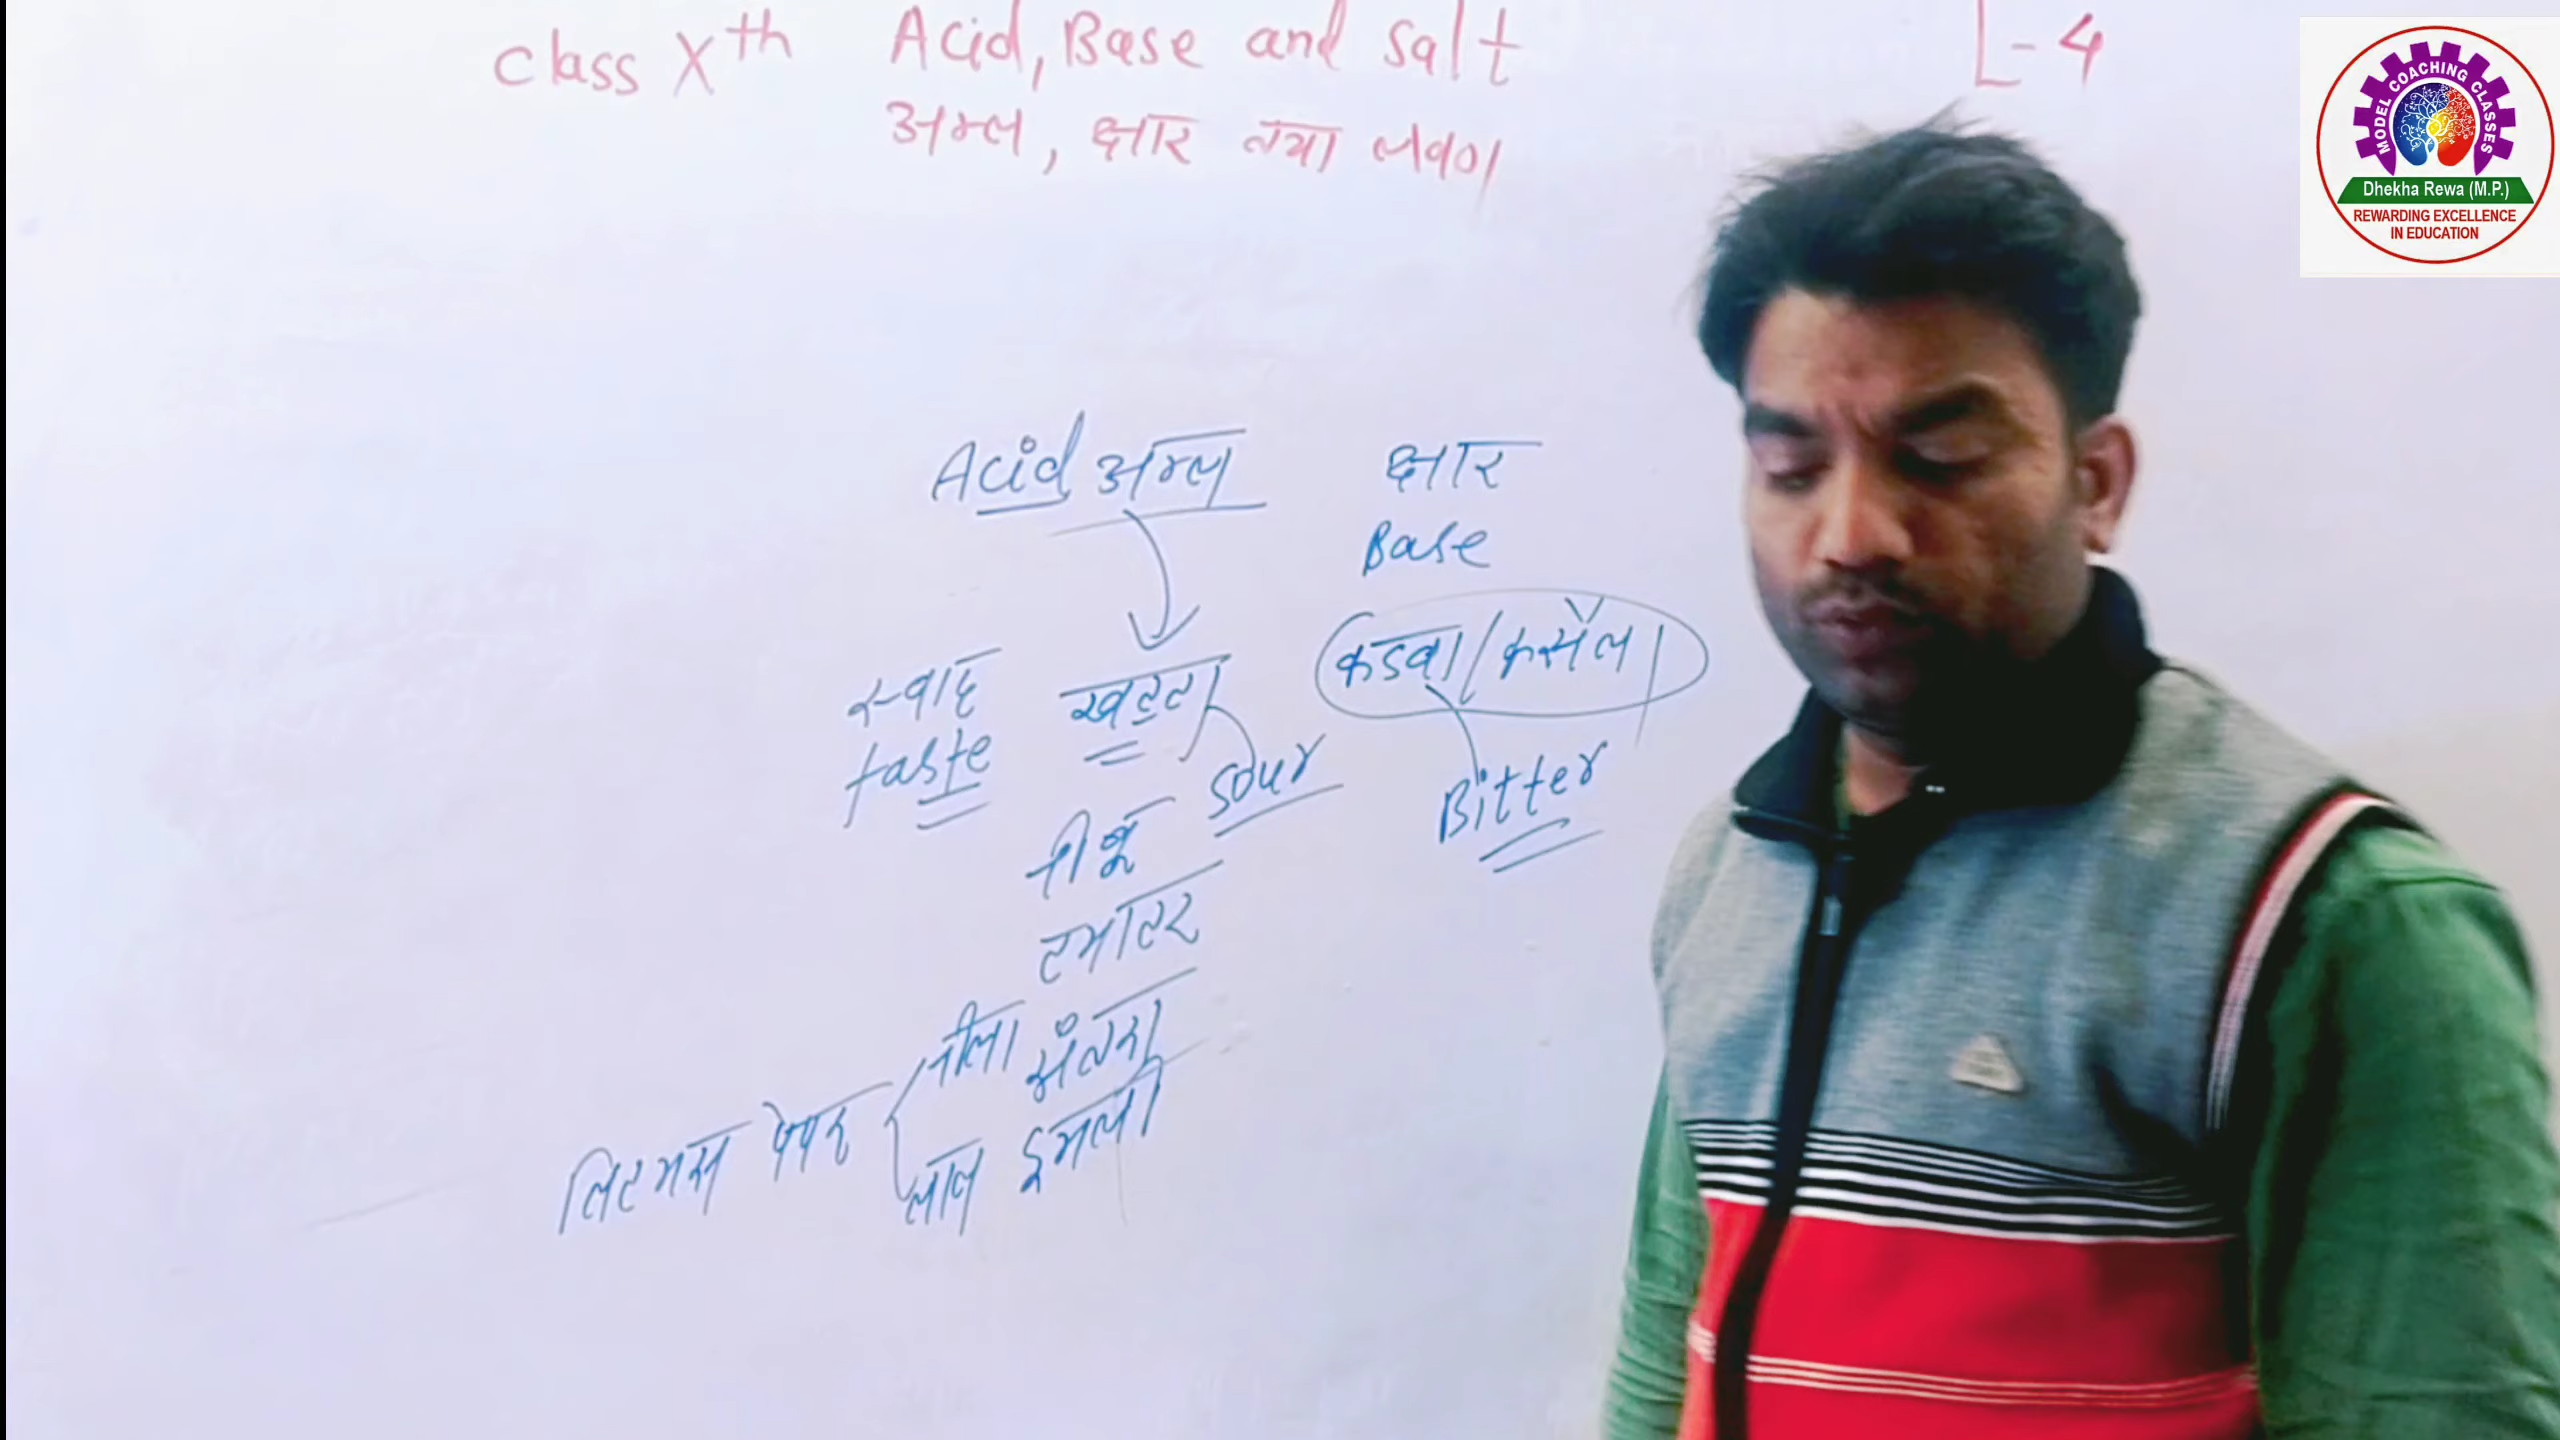 Class Xth Acid, Base and Salt L-4
अम्ल, क्षार तथा लवण
Acid अम्ल क्षार
Base
स्वाद खट्टा कडवा/कसैला
taste sour Bitter
नीबू
टमाटर
नीला संतरा
लिटमस पेपर
लाल इमली
MODEL COACHING CLASSES
Dhekha Rewa (M.P.)
REWARDING EXCELLENCE
IN EDUCATION